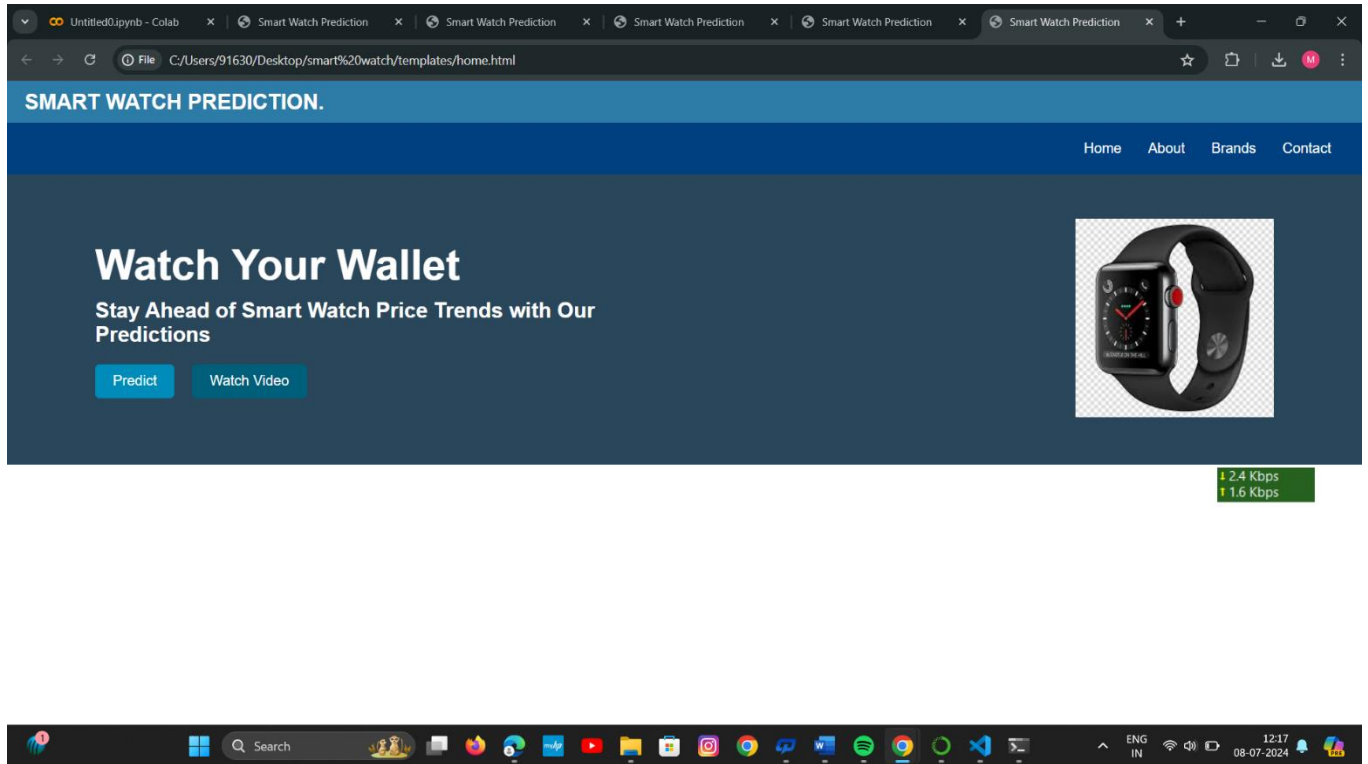 Untitled0.ipynb - Colab
Smart Watch Prediction
Smart Watch Prediction
Smart Watch Prediction
Smart Watch Prediction
Smart Watch Prediction
File C:/Users/91630/Desktop/smart%20watch/templates/home.html
M
SMART WATCH PREDICTION.
Home About Brands Contact
Watch Your Wallet
Stay Ahead of Smart Watch Price Trends with Our
Predictions
Predict Watch Video
2.4 Kbps
1.6 Kbps
1
Search
ENG
IN
12:17
08-07-2024
PRE